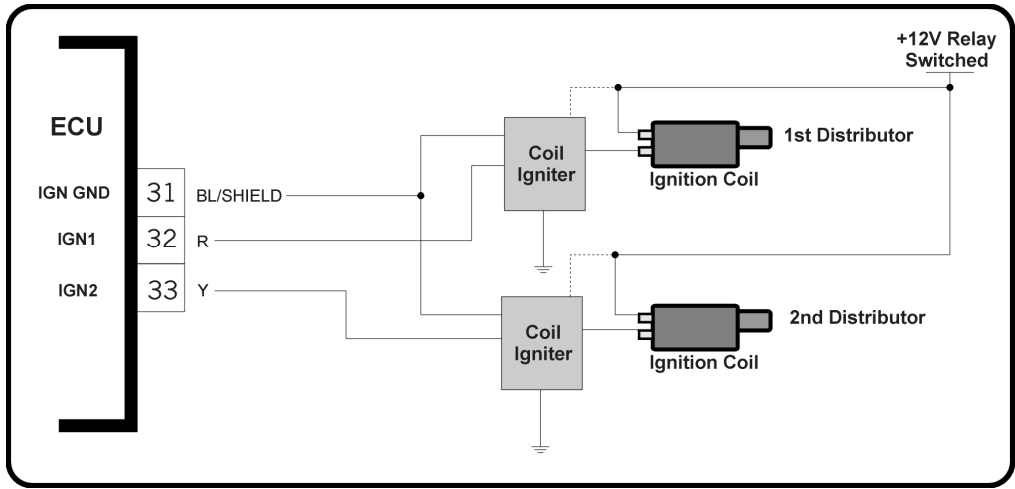 +12V Relay
Switched
ECU
Coil
Igniter
1st Distributor
Ignition Coil
IGN GND 31 BL/SHIELD
IGN1 32 R
IGN2 33 Y
Coil
Igniter
2nd Distributor
Ignition Coil